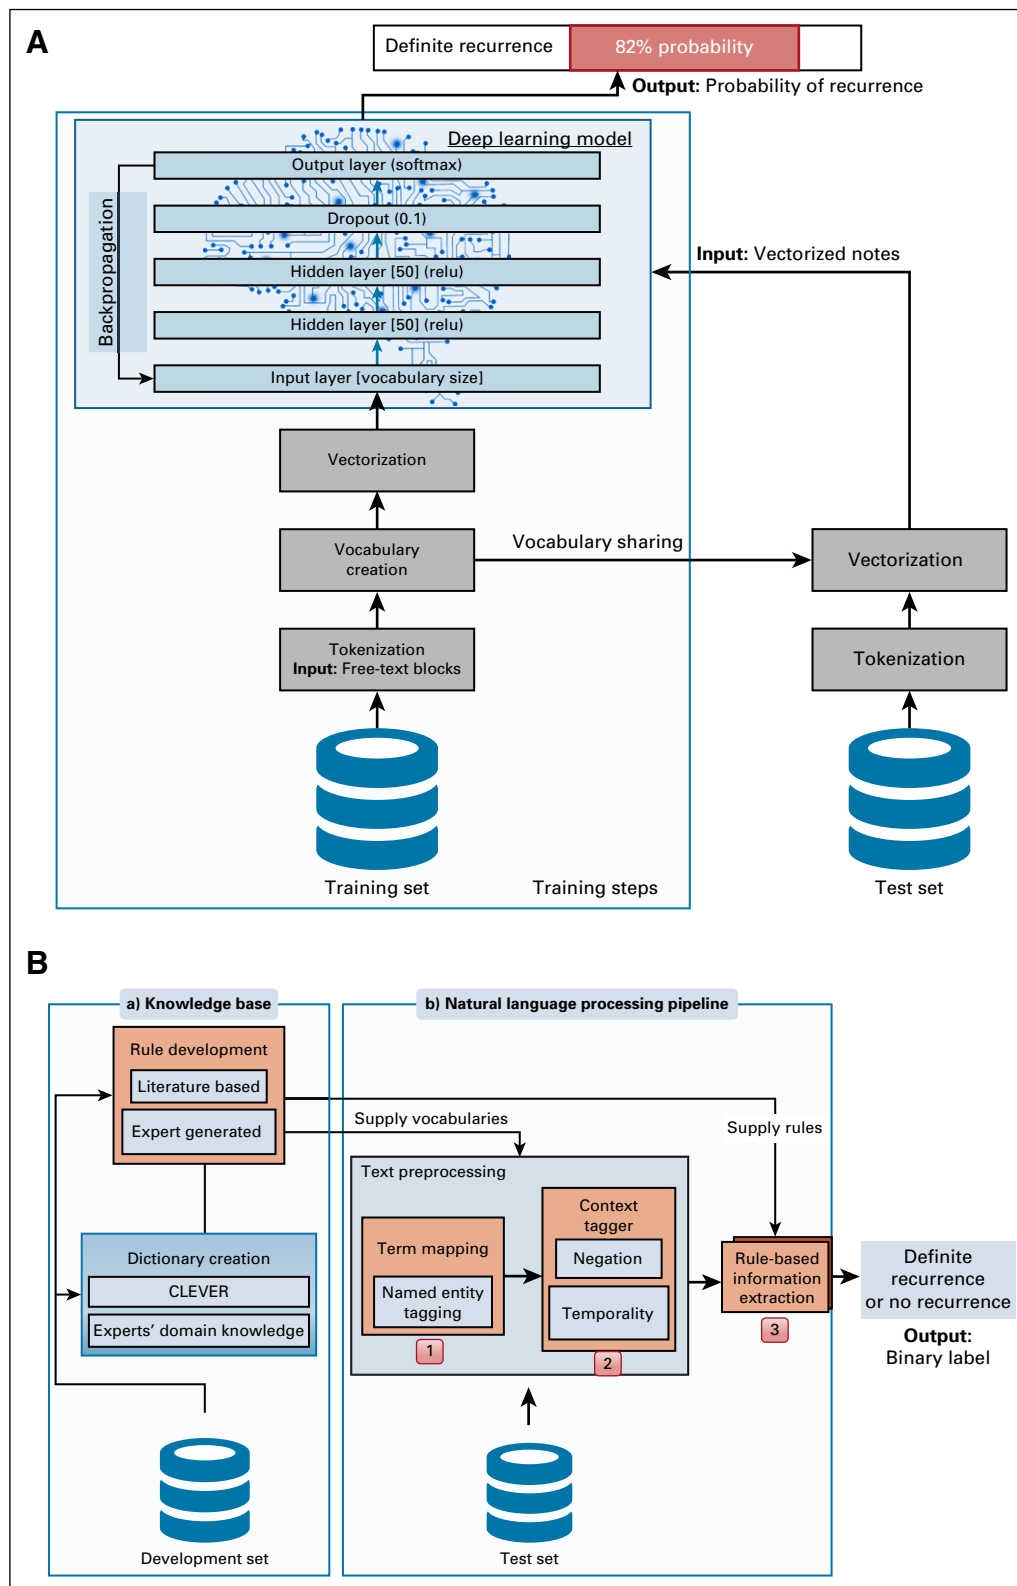 A
Definite recurrence
82% probability
Output: Probability of recurrence
Deep learning model
Output layer (softmax)
Dropout (0.1)
Hidden layer [50] (relu)
Hidden layer [50] (relu)
Input layer [vocabulary size]
Backpropagation
Input: Vectorized notes
Vectorization
Vocabulary
creation
Vocabulary sharing
Vectorization
Tokenization
Input: Free-text blocks
Tokenization
Training set
Training steps
Test set
B
a) Knowledge base
Rule development
Literature based
Expert generated
Dictionary creation
CLEVER
Experts' domain knowledge
Development set
b) Natural language processing pipeline
Supply vocabularies
Supply rules
Text preprocessing
Term mapping
Named entity
tagging
1
Context
tagger
Negation
Temporality
2
Rule-based
information
extraction
3
Definite
recurrence
or no recurrence
Output:
Binary label
Test set